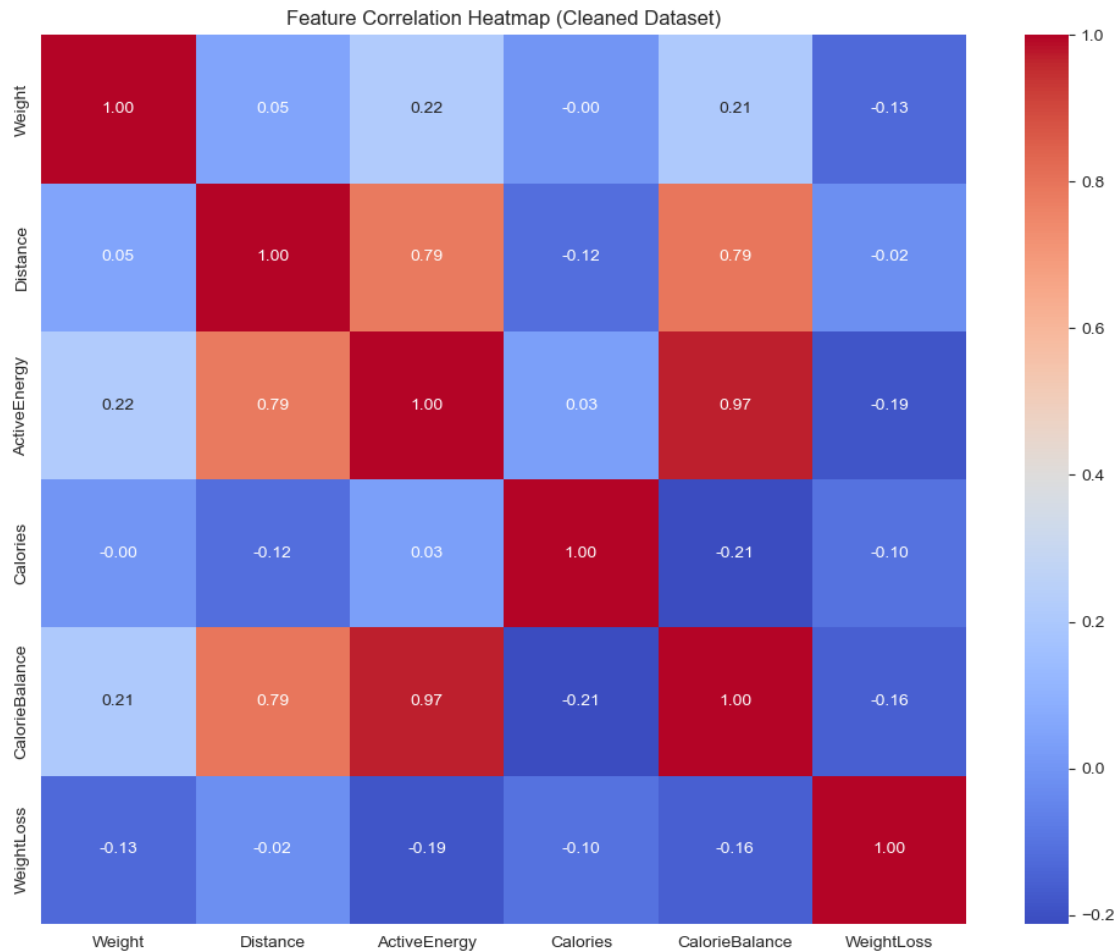 Feature Correlation Heatmap (Cleaned Dataset)
Weight 1.00 0.05 0.22 -0.00 0.21 -0.13
Distance 0.05 1.00 0.79 -0.12 0.79 -0.02
ActiveEnergy 0.22 0.79 1.00 0.03 0.97 -0.19
Calories -0.00 -0.12 0.03 1.00 -0.21 -0.10
CalorieBalance 0.21 0.79 0.97 -0.21 1.00 -0.16
WeightLoss -0.13 -0.02 -0.19 -0.10 -0.16 1.00
Weight Distance ActiveEnergy Calories CalorieBalance WeightLoss
1.0
0.8
0.6
0.4
0.2
0.0
−0.2